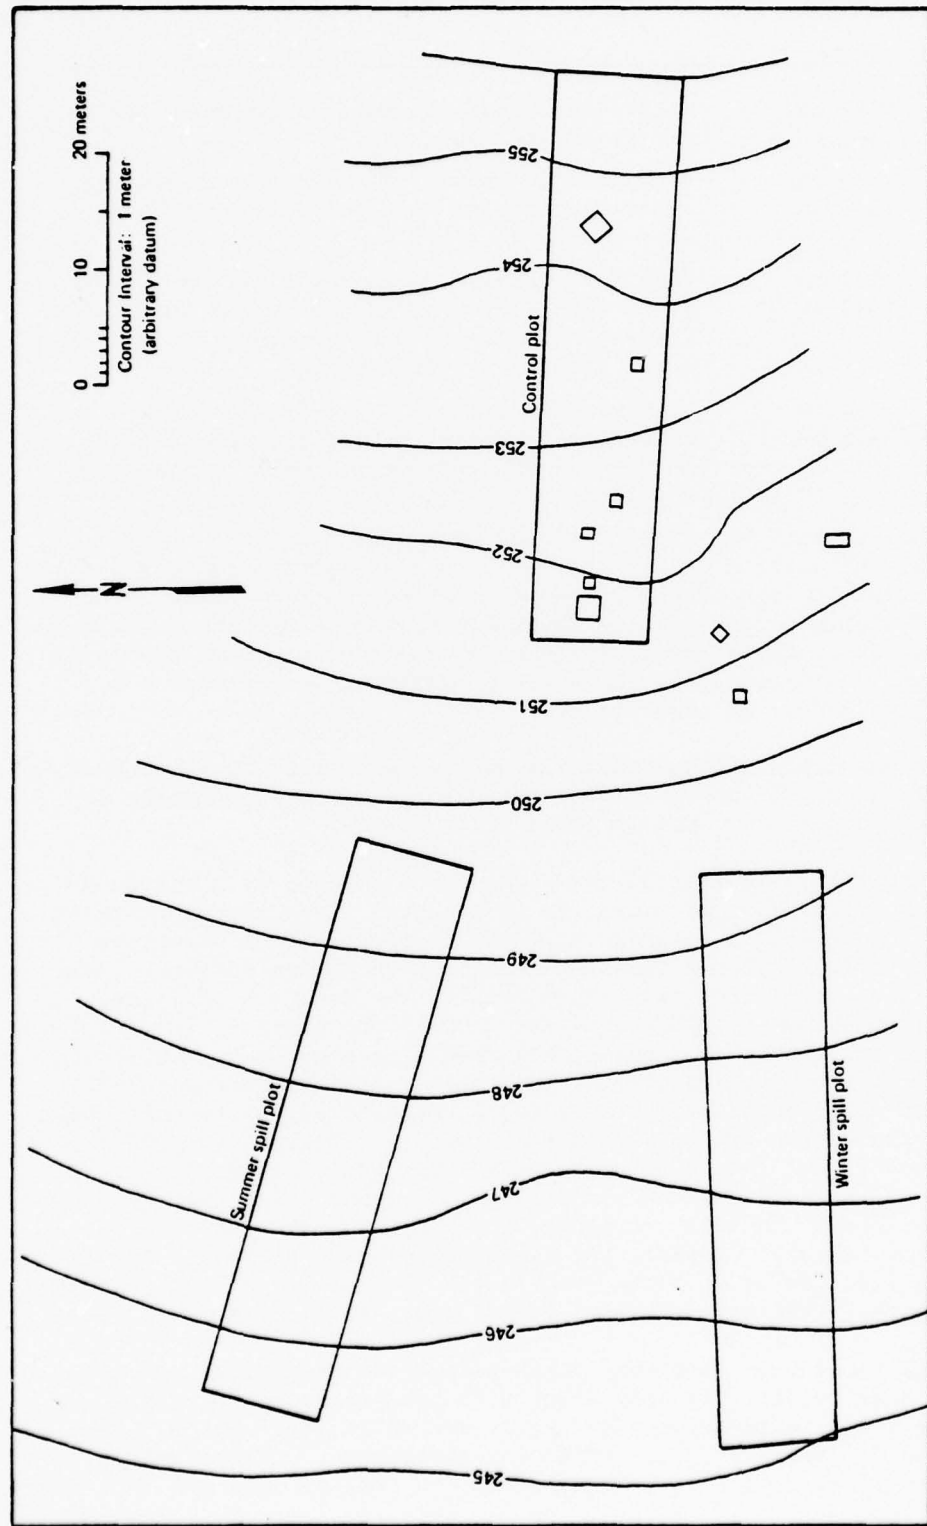 0 10 20 meters
Contour Interval: 1 meter
(arbitrary datum)
N
255
254
Control plot
253
252
251
250
249
248
Summer spill plot
247
Winter spill plot
246
245